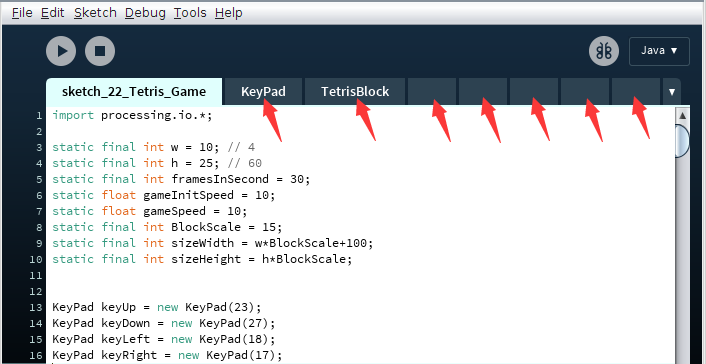 File Edit Sketch Debug Tools Help
Java ▼
sketch_22_Tetris_Game KeyPad TetrisBlock ▼
1 import processing.io.*;
2
3 static final int w = 10; // 4
4 static final int h = 25; // 60
5 static final int framesInSecond = 30;
6 static float gameInitSpeed = 10;
7 static float gameSpeed = 10;
8 static final int BlockScale = 15;
9 static final int sizeWidth = w*BlockScale+100;
10 static final int sizeHeight = h*BlockScale;
11
12
13 KeyPad keyUp = new KeyPad(23);
14 KeyPad keyDown = new KeyPad(27);
15 KeyPad keyLeft = new KeyPad(18);
16 KeyPad keyRight = new KeyPad(17);